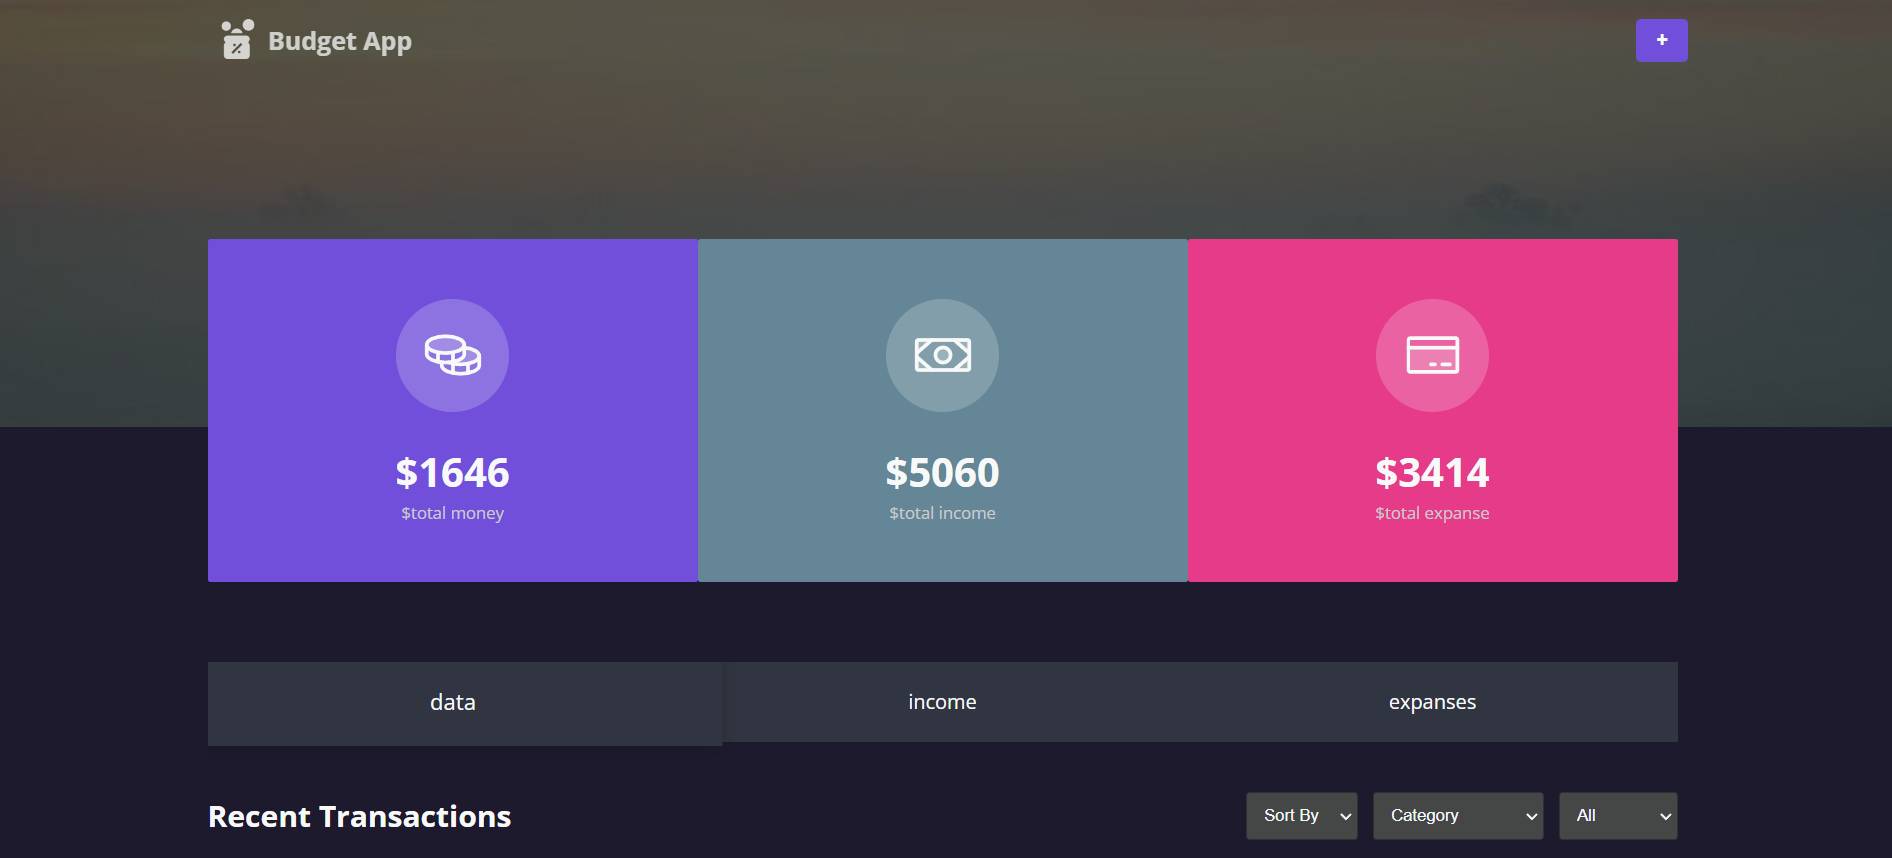 Budget App
+
$1646
$total money
$5060
$total income
$3414
$total expanse
data
income
expanses
Recent Transactions
Sort By
Category
All